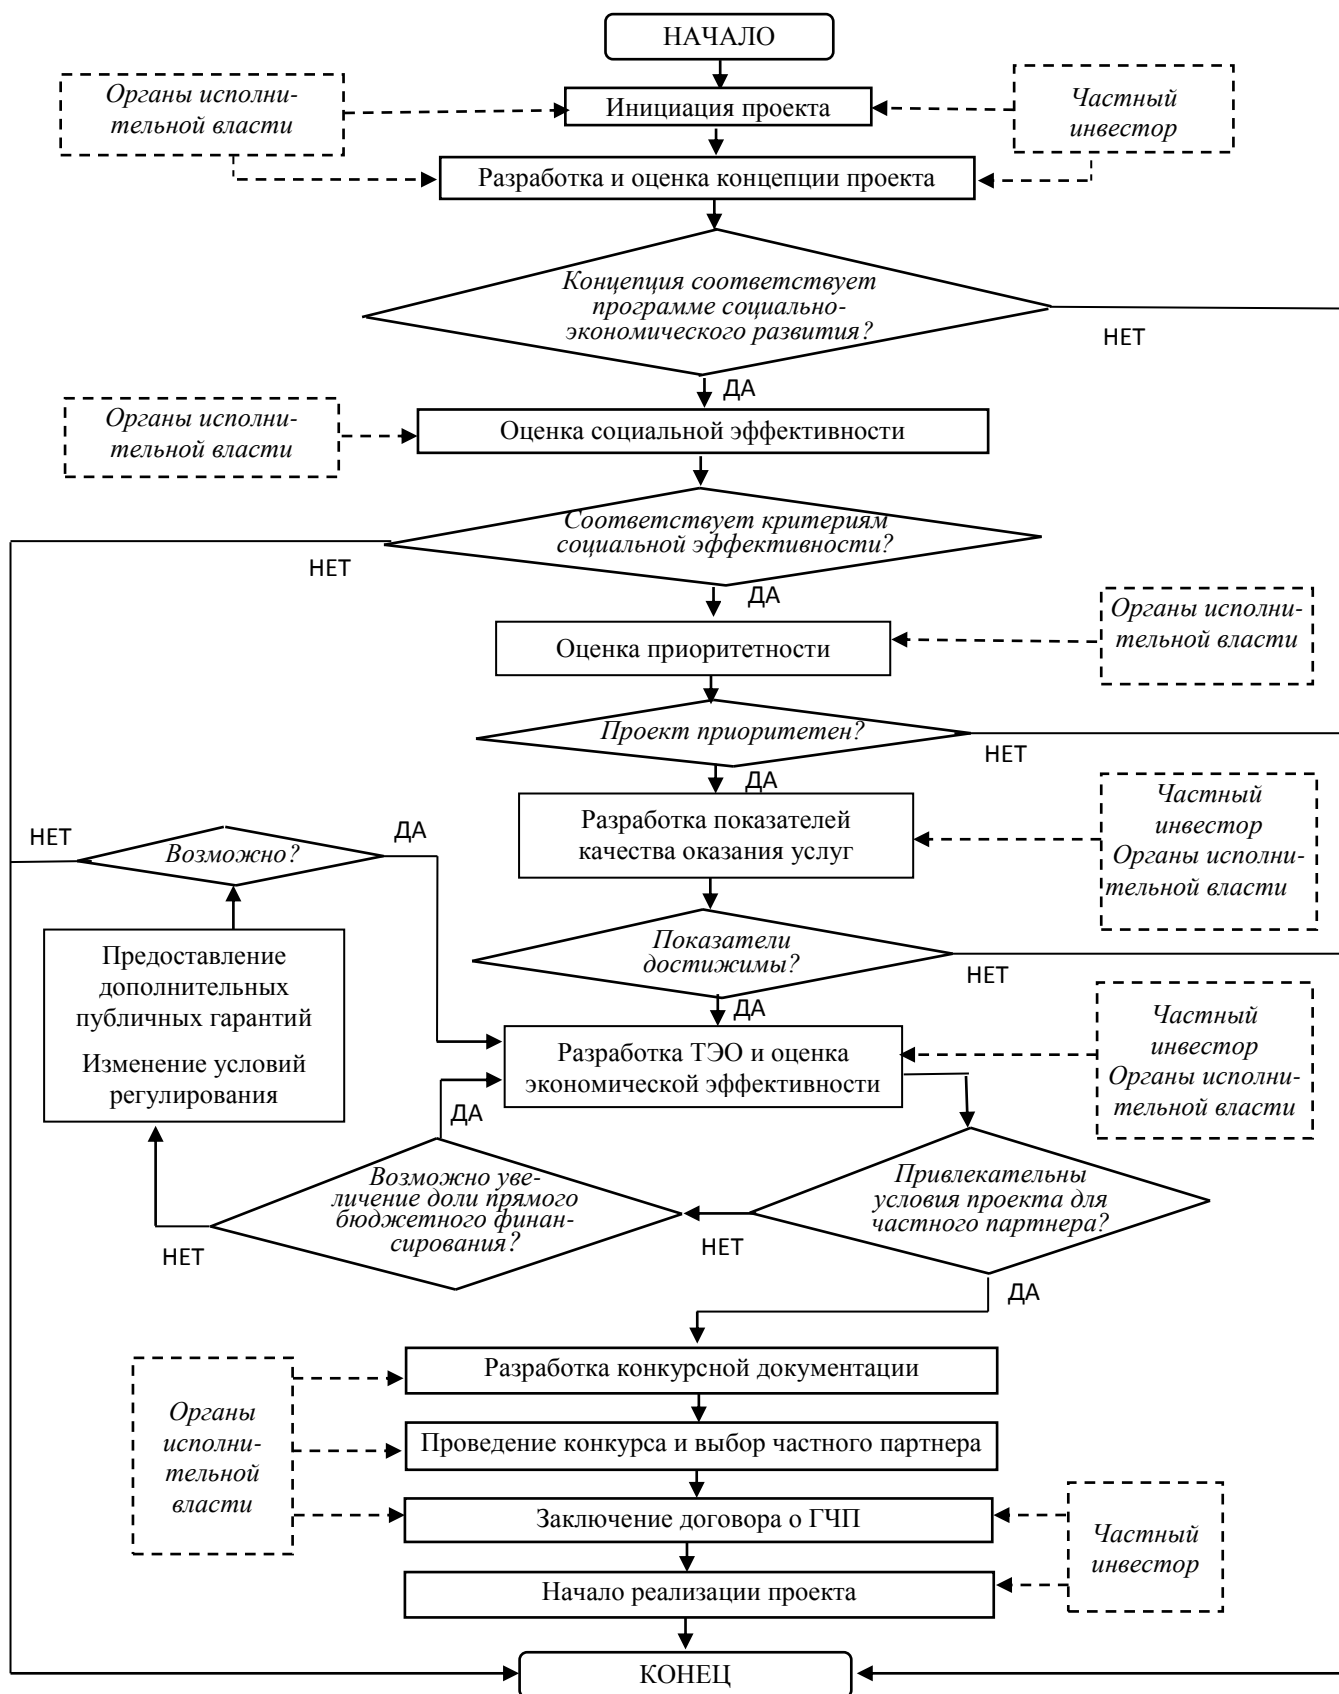 НАЧАЛО
Органы исполни-
тельной власти
Инициация проекта
Частный
инвестор
Разработка и оценка концепции проекта
Концепция соответствует
программе социально-
экономического развития?
НЕТ
ДА
Органы исполни-
тельной власти
Оценка социальной эффективности
Соответствует критериям
социальной эффективности?
НЕТ
ДА
Органы исполни-
тельной власти
Оценка приоритетности
Проект приоритетен?
НЕТ
ДА
Частный
инвестор
Органы исполни-
тельной власти
Разработка показателей
качества оказания услуг
НЕТ
Возможно?
ДА
Показатели
достижимы?
НЕТ
ДА
Предоставление
дополнительных
публичных гарантий
Изменение условий
регулирования
Частный
инвестор
Органы исполни-
тельной власти
Разработка ТЭО и оценка
экономической эффективности
ДА
Возможно уве-
личение доли прямого
бюджетного финан-
сирования?
НЕТ
Привлекательны
условия проекта для
частного партнера?
НЕТ
ДА
Разработка конкурсной документации
Органы
исполни-
тельной
власти
Проведение конкурса и выбор частного партнера
Заключение договора о ГЧП
Частный
инвестор
Начало реализации проекта
КОНЕЦ